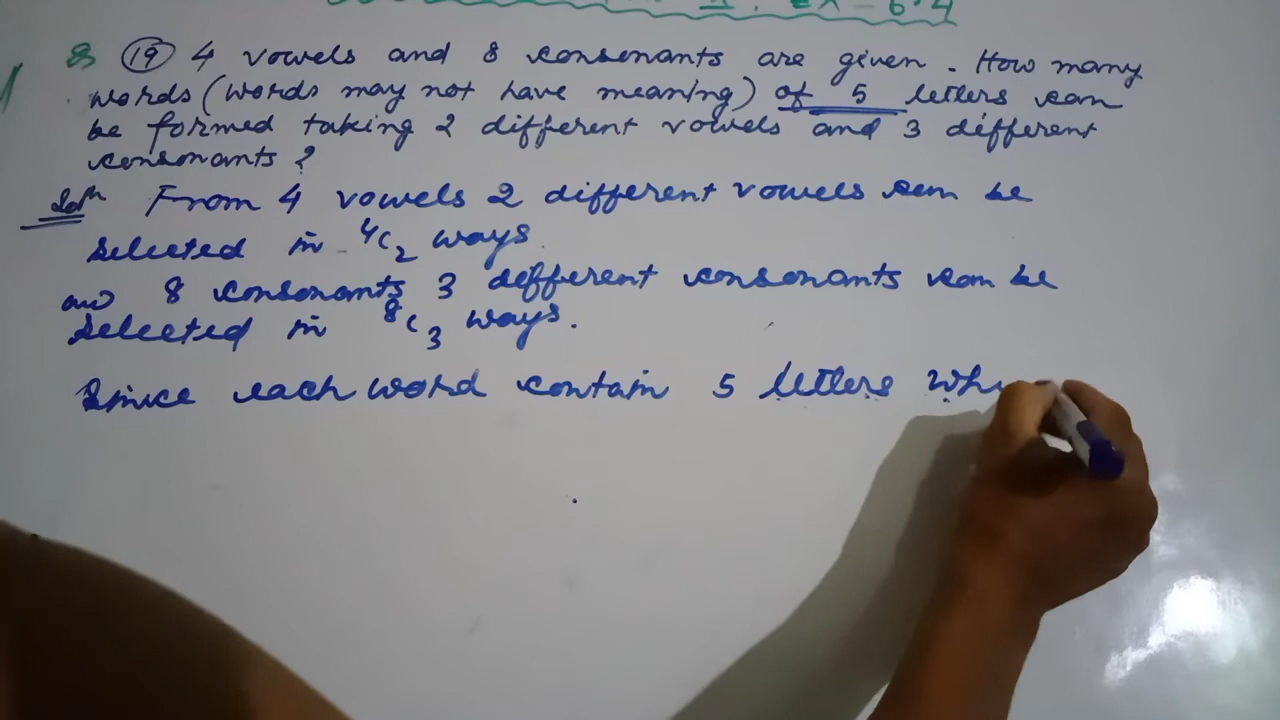 Ex - 6.4
Q (19) 4 vowels and 8 consonants are given. How many
words (words may not have meaning) of 5 letters can
be formed taking 2 different vowels and 3 different
consonants ?
Solⁿ From 4 vowels 2 different vowels can be
selected in ⁴C₂ ways
and 8 consonants 3 different consonants can be
selected in ⁸C₃ ways.
Since each word contain 5 letters